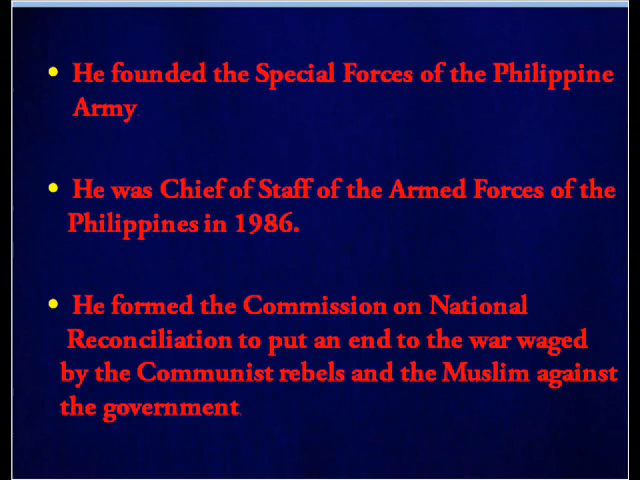 • He founded the Special Forces of the Philippine
Army.
• He was Chief of Staff of the Armed Forces of the
Philippines in 1986.
• He formed the Commission on National
Reconciliation to put an end to the war waged
by the Communist rebels and the Muslim against
the government.